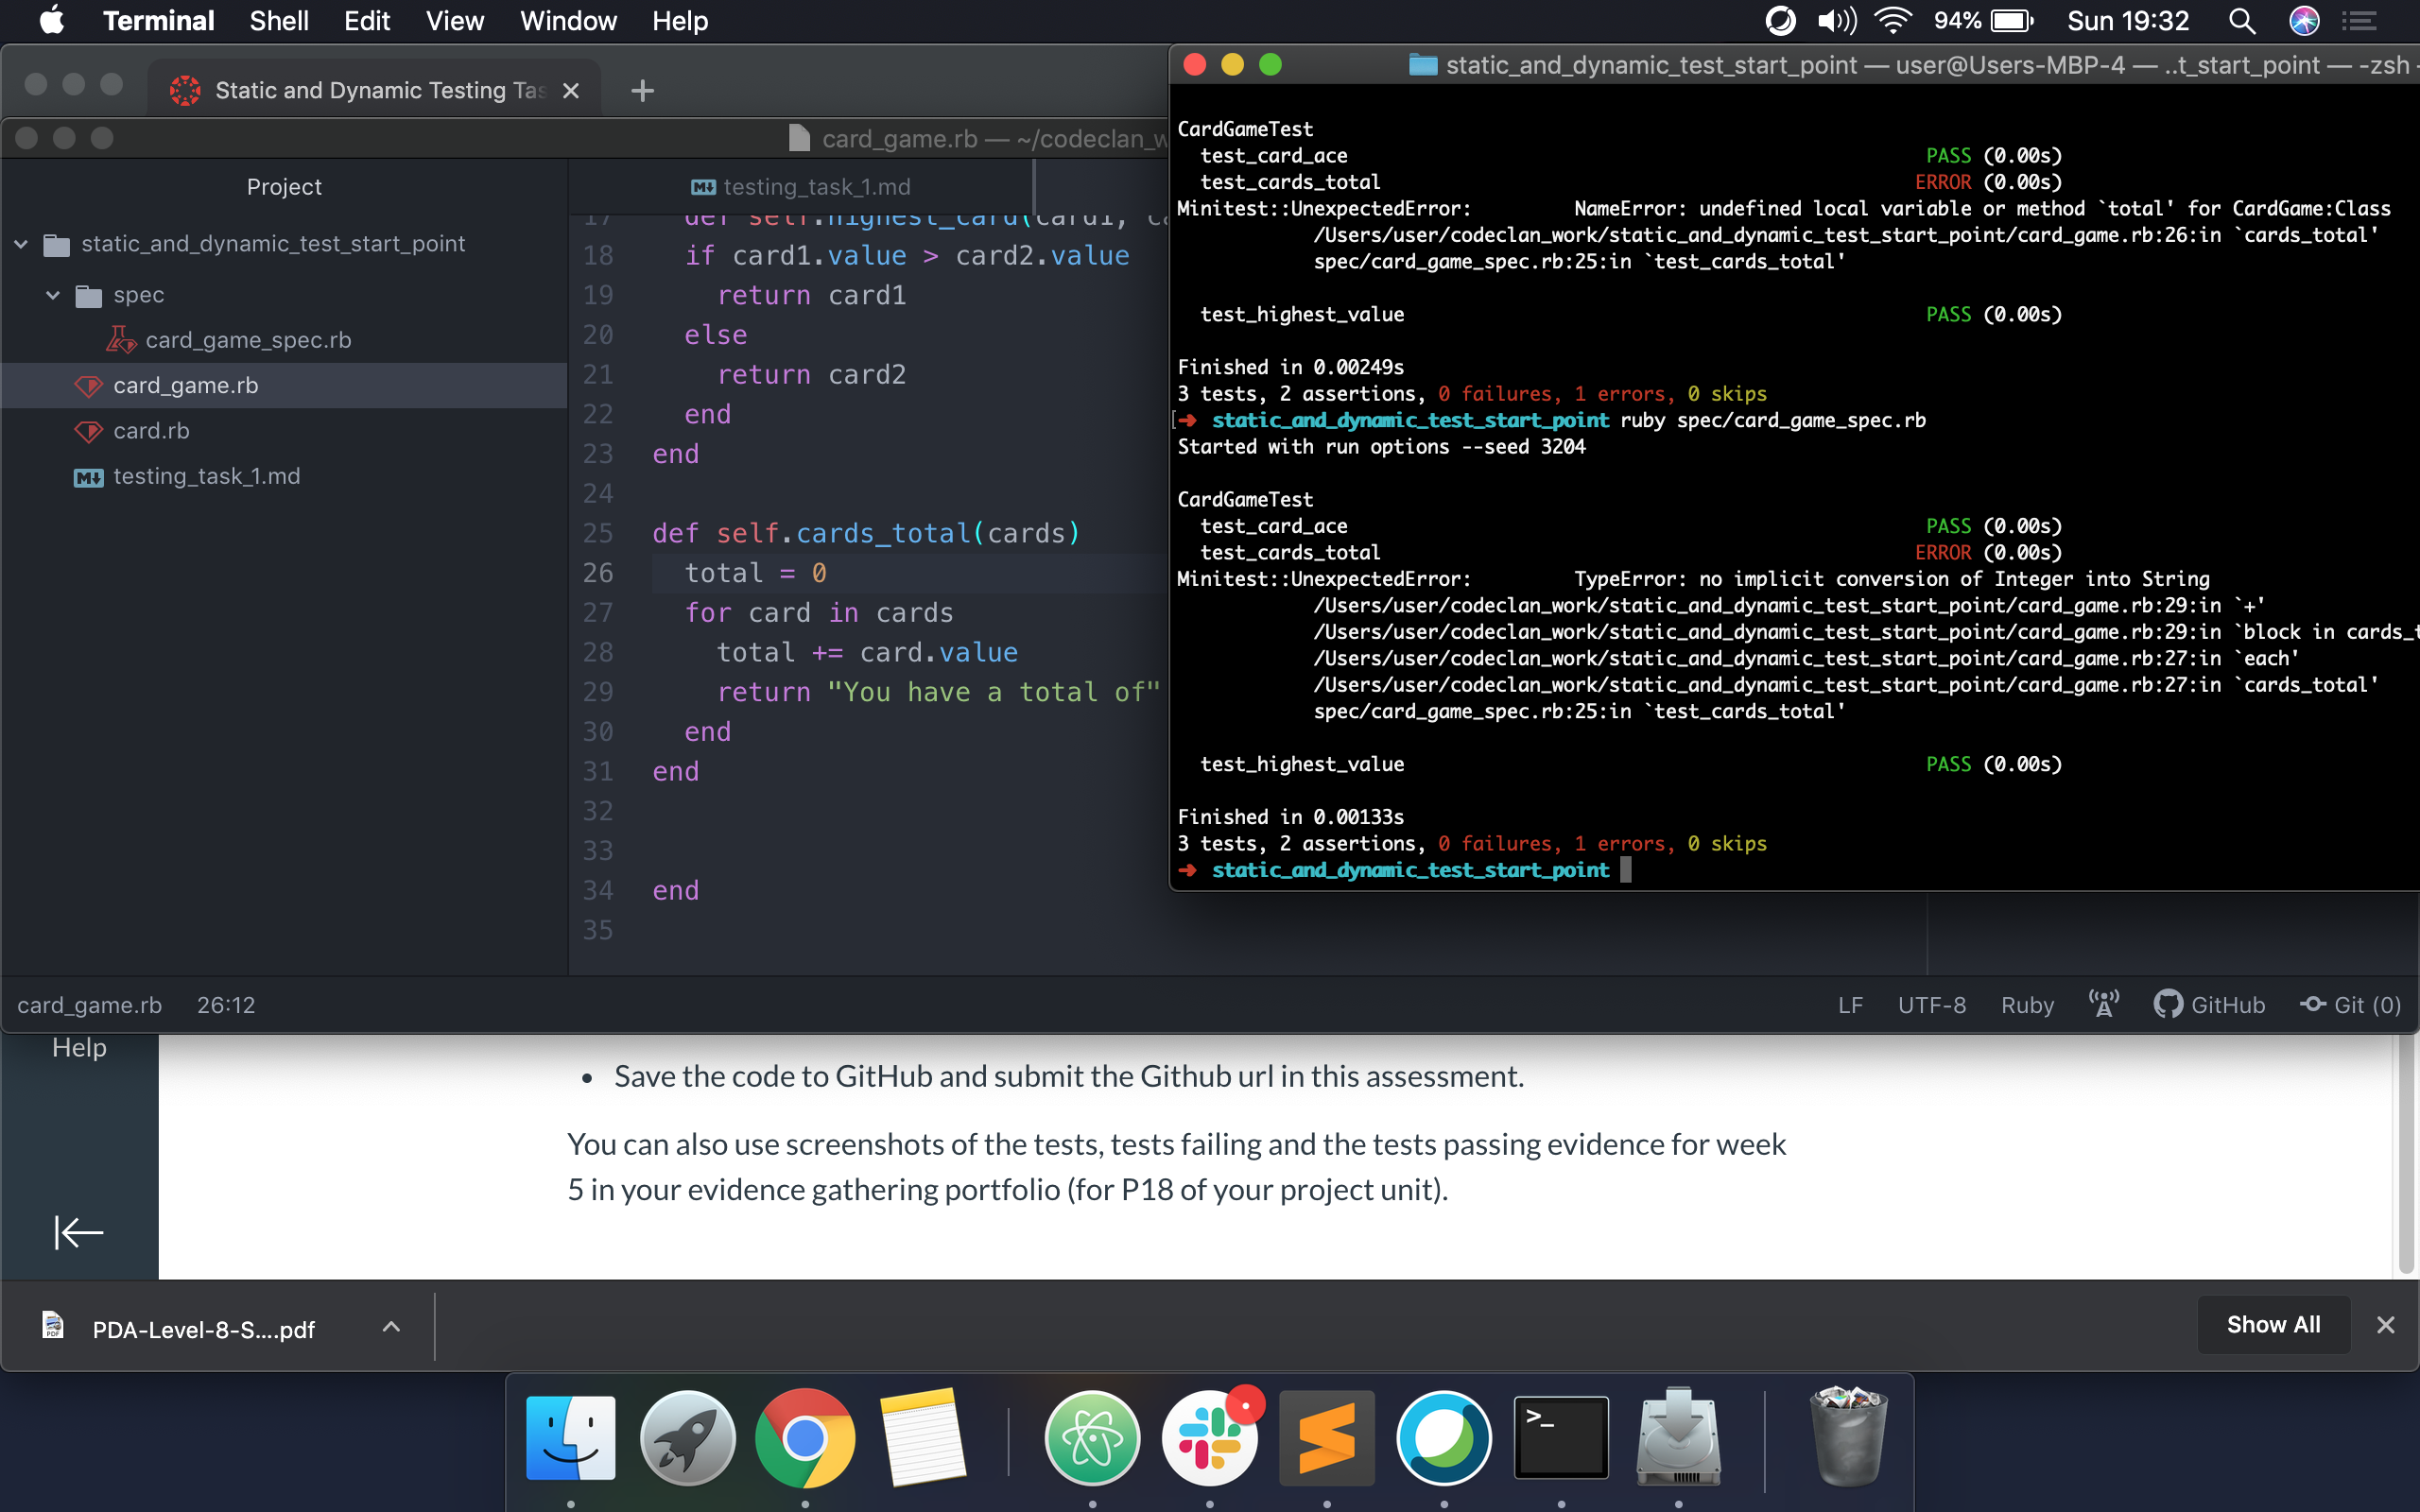 Terminal Shell Edit View Window Help 94% Sun 19:32
Static and Dynamic Testing Tas
card_game.rb — ~/codeclan_w
Project
static_and_dynamic_test_start_point
spec
card_game_spec.rb
card_game.rb
card.rb
testing_task_1.md
testing_task_1.md
17 def self.highest_card(card1, ca
18 if card1.value > card2.value
19 return card1
20 else
21 return card2
22 end
23 end
24
25 def self.cards_total(cards)
26 total = 0
27 for card in cards
28 total += card.value
29 return "You have a total of"
30 end
31 end
32
33
34 end
35
card_game.rb 26:12
LF UTF-8 Ruby GitHub Git (0)
static_and_dynamic_test_start_point — user@Users-MBP-4 — ..t_start_point — -zsh -
CardGameTest
test_card_ace PASS (0.00s)
test_cards_total ERROR (0.00s)
Minitest::UnexpectedError: NameError: undefined local variable or method `total' for CardGame:Class
/Users/user/codeclan_work/static_and_dynamic_test_start_point/card_game.rb:26:in `cards_total'
spec/card_game_spec.rb:25:in `test_cards_total'
test_highest_value PASS (0.00s)
Finished in 0.00249s
3 tests, 2 assertions, 0 failures, 1 errors, 0 skips
[➜ static_and_dynamic_test_start_point ruby spec/card_game_spec.rb
Started with run options --seed 3204
CardGameTest
test_card_ace PASS (0.00s)
test_cards_total ERROR (0.00s)
Minitest::UnexpectedError: TypeError: no implicit conversion of Integer into String
/Users/user/codeclan_work/static_and_dynamic_test_start_point/card_game.rb:29:in `+'
/Users/user/codeclan_work/static_and_dynamic_test_start_point/card_game.rb:29:in `block in cards_t
/Users/user/codeclan_work/static_and_dynamic_test_start_point/card_game.rb:27:in `each'
/Users/user/codeclan_work/static_and_dynamic_test_start_point/card_game.rb:27:in `cards_total'
spec/card_game_spec.rb:25:in `test_cards_total'
test_highest_value PASS (0.00s)
Finished in 0.00133s
3 tests, 2 assertions, 0 failures, 1 errors, 0 skips
➜ static_and_dynamic_test_start_point
Help
• Save the code to GitHub and submit the Github url in this assessment.
You can also use screenshots of the tests, tests failing and the tests passing evidence for week
5 in your evidence gathering portfolio (for P18 of your project unit).
PDA-Level-8-S....pdf
Show All